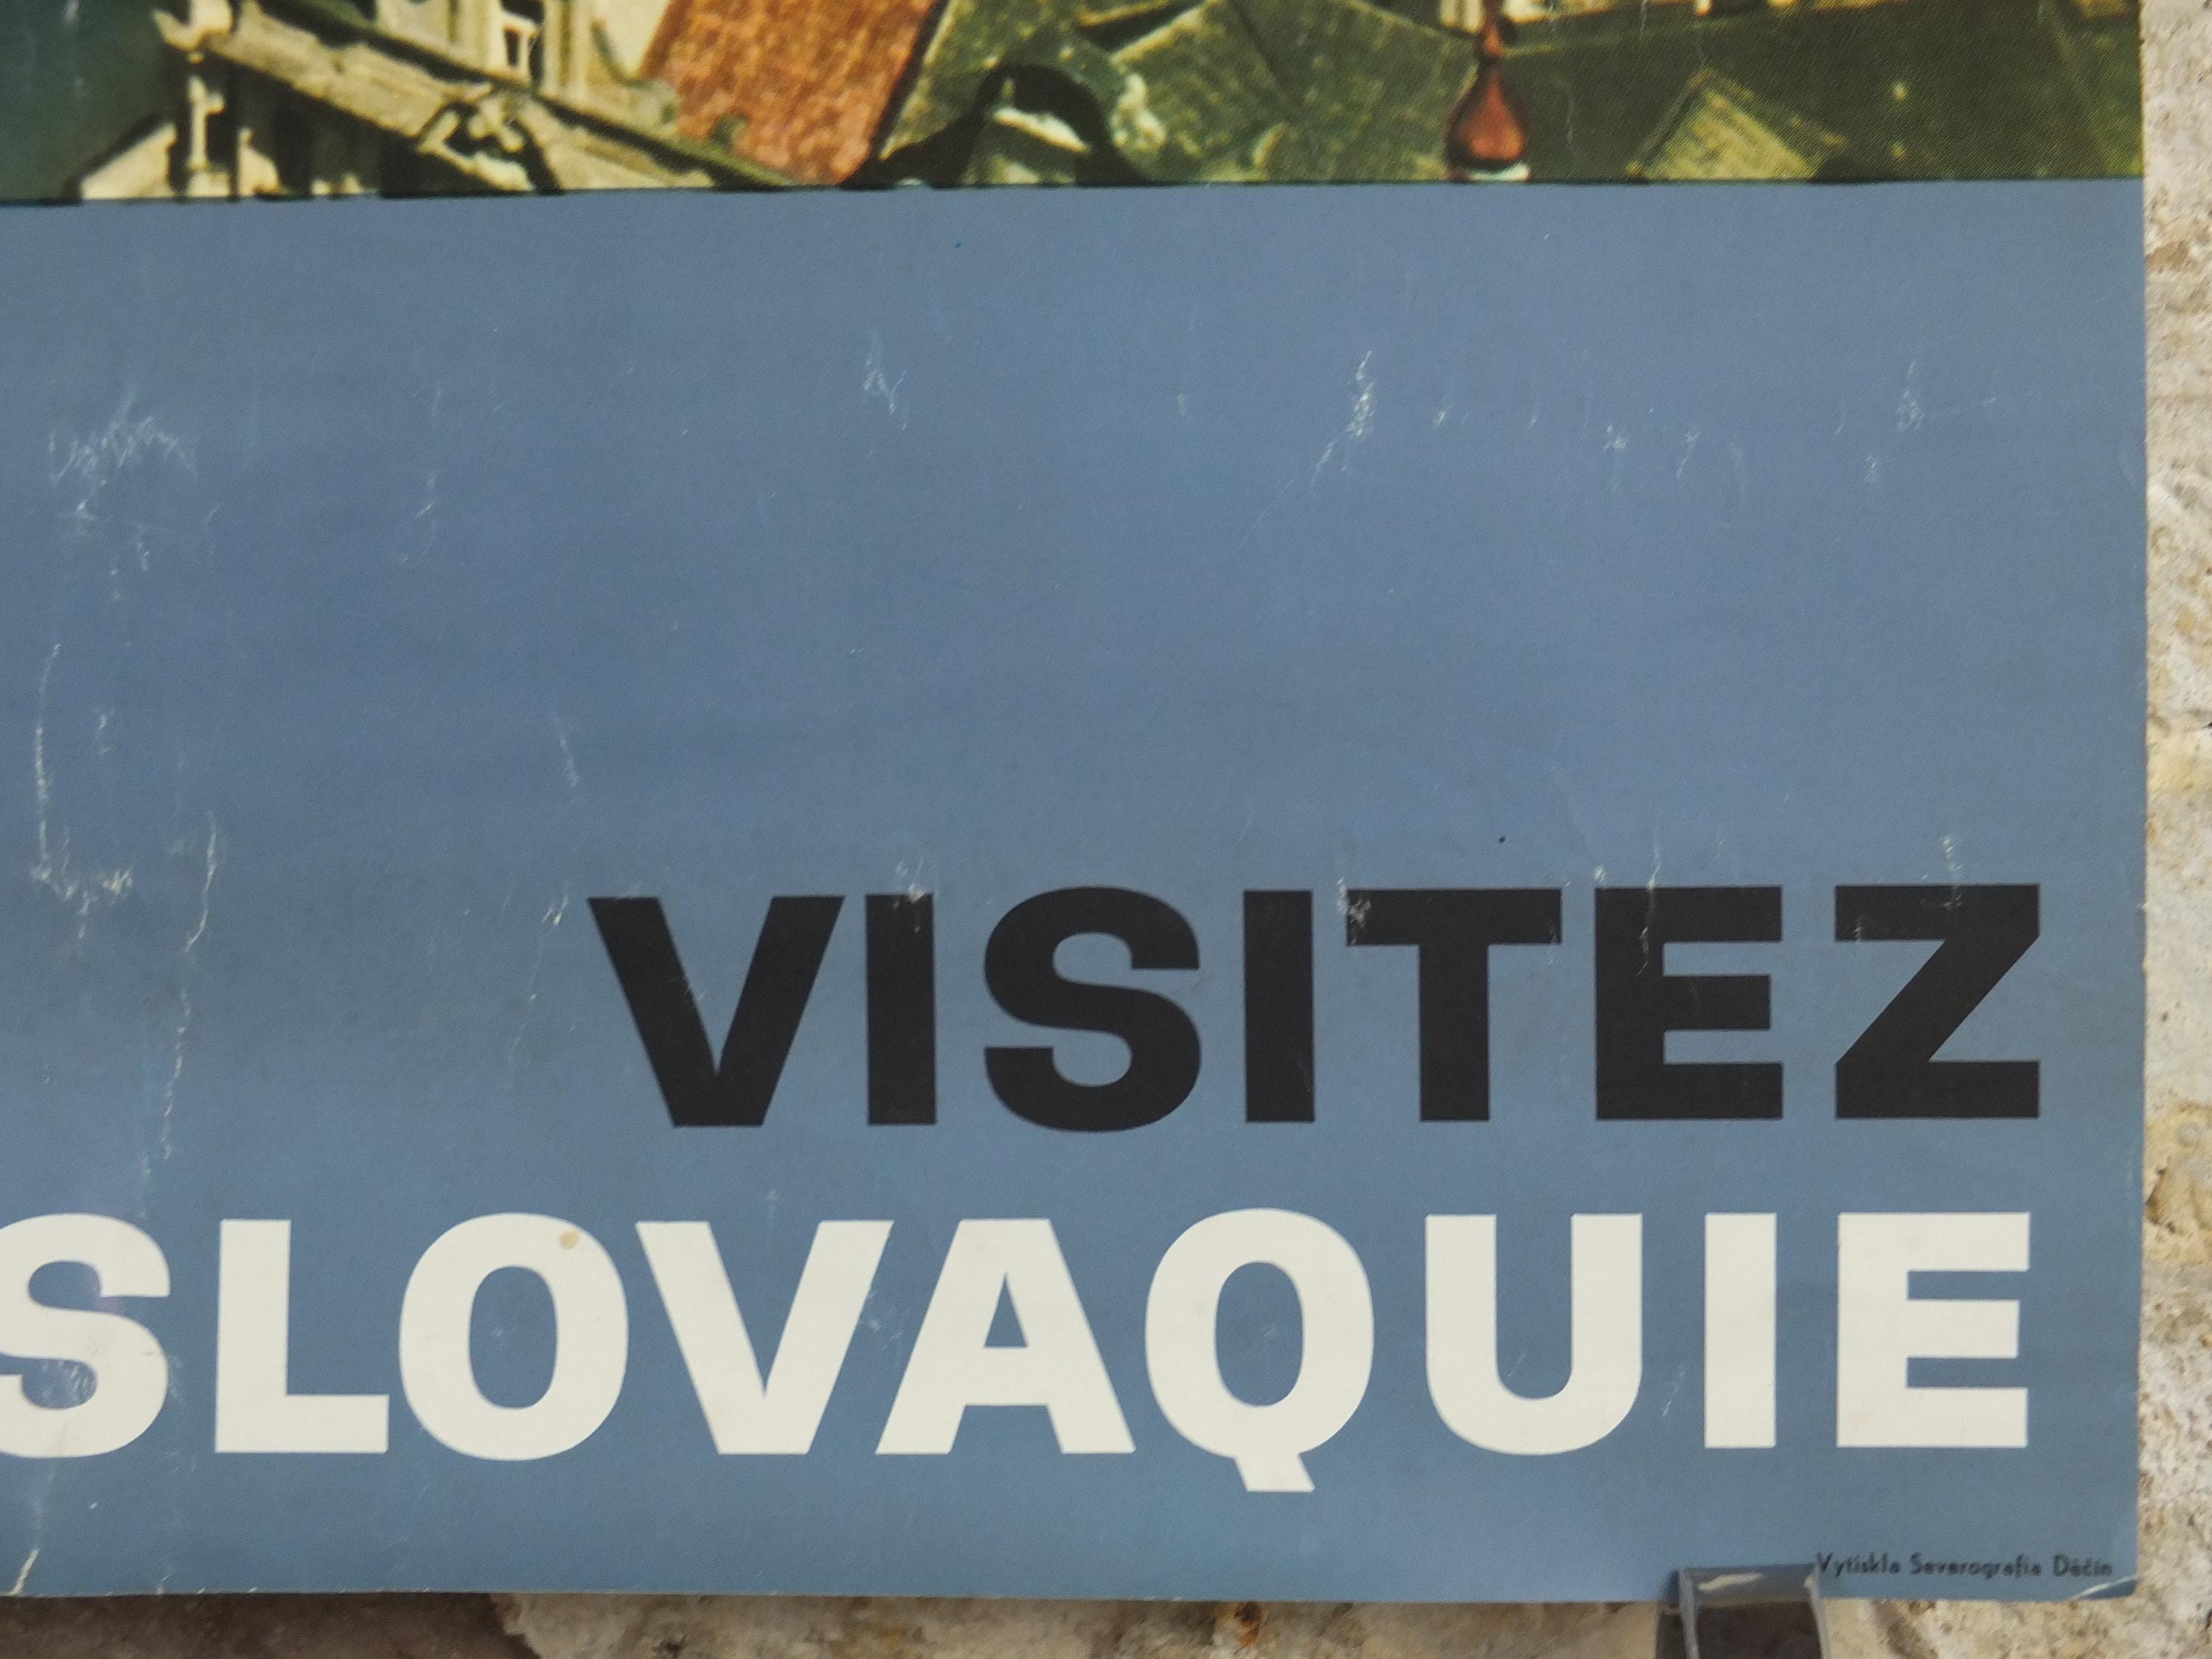 VISITEZ
SLOVAQUIE
Vytiskla Severografia Děčín